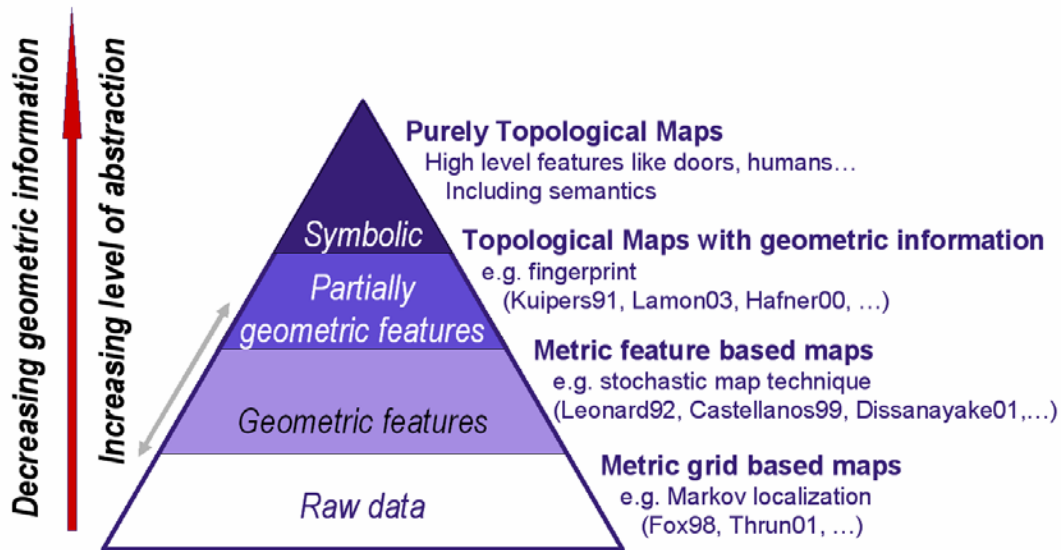 Decreasing geometric information
Increasing level of abstraction
Purely Topological Maps
High level features like doors, humans…
Including semantics
Symbolic
Topological Maps with geometric information
e.g. fingerprint
(Kuipers91, Lamon03, Hafner00, …)
Partially
geometric features
Metric feature based maps
e.g. stochastic map technique
(Leonard92, Castellanos99, Dissanayake01,…)
Geometric features
Metric grid based maps
e.g. Markov localization
(Fox98, Thrun01, …)
Raw data